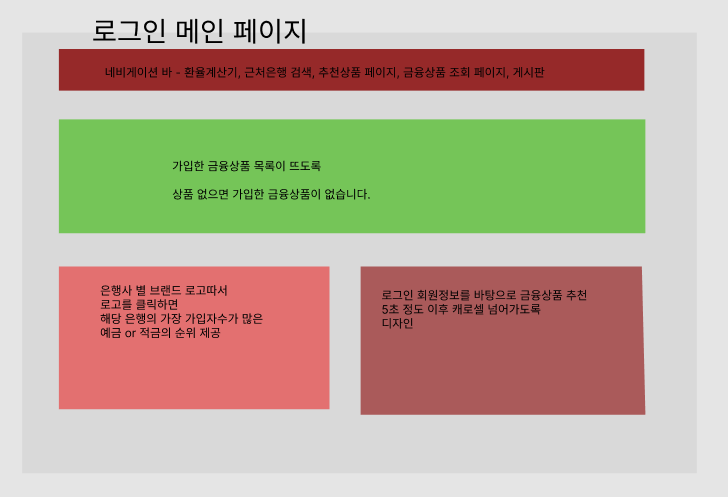 로그인 메인 페이지
네비게이션 바 - 환율계산기, 근처은행 검색, 추천상품 페이지, 금융상품 조회 페이지, 게시판
가입한 금융상품 목록이 뜨도록
상품 없으면 가입한 금융상품이 없습니다.
은행사 별 브랜드 로고따서
로고를 클릭하면
해당 은행의 가장 가입자수가 많은
예금 or 적금의 순위 제공
로그인 회원정보를 바탕으로 금융상품 추천
5초 정도 이후 캐로셀 넘어가도록
디자인